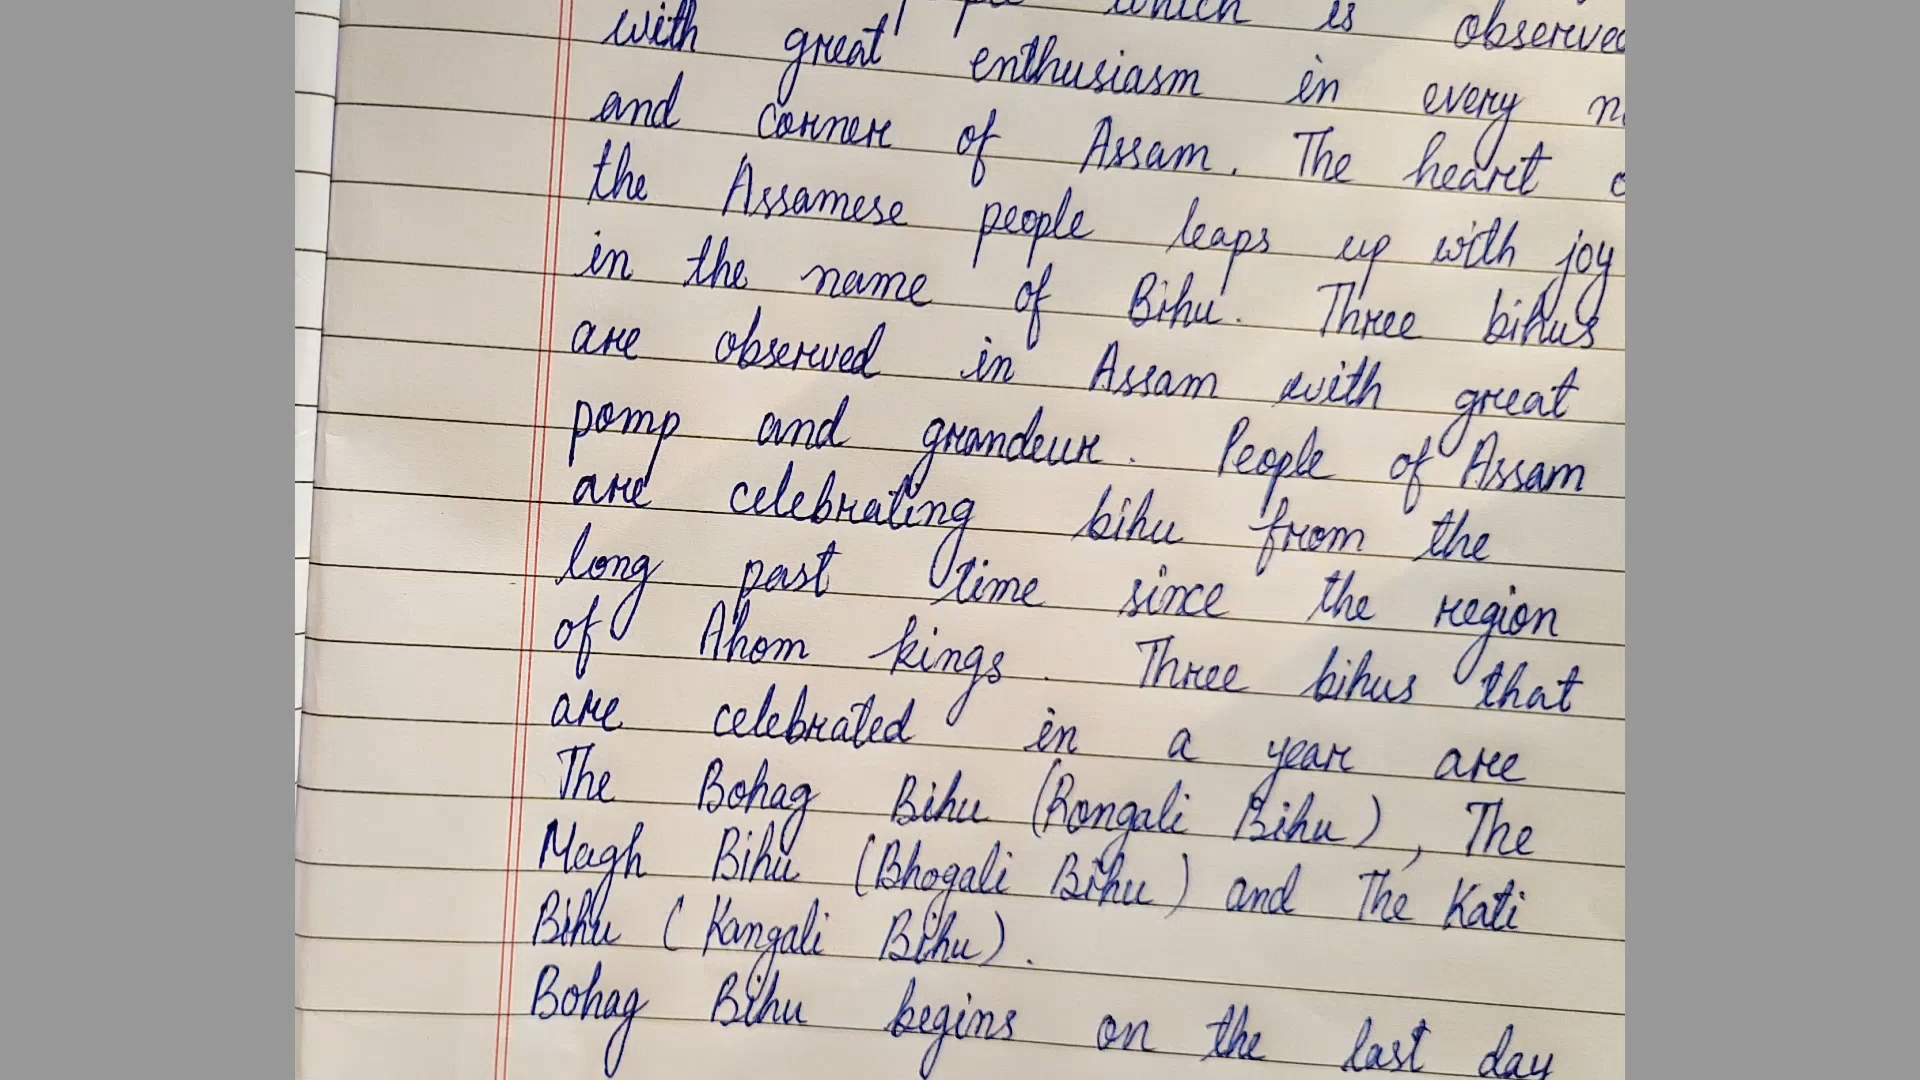 which is observed
with great enthusiasm in every
and corner of Assam. The heart
the Assamese people leaps up with joy
in the name of Bihu. Three bihus
are observed in Assam with great
pomp and grandeur. People of Assam
are celebrating bihu from the
long past time since the region
of Ahom kings. Three bihus that
are celebrated in a year are
The Bohag Bihu (Rongali Bihu), The
Magh Bihu (Bhogali Bihu) and The Kati
Bihu (Kangali Bihu).
Bohag Bihu begins on the last day